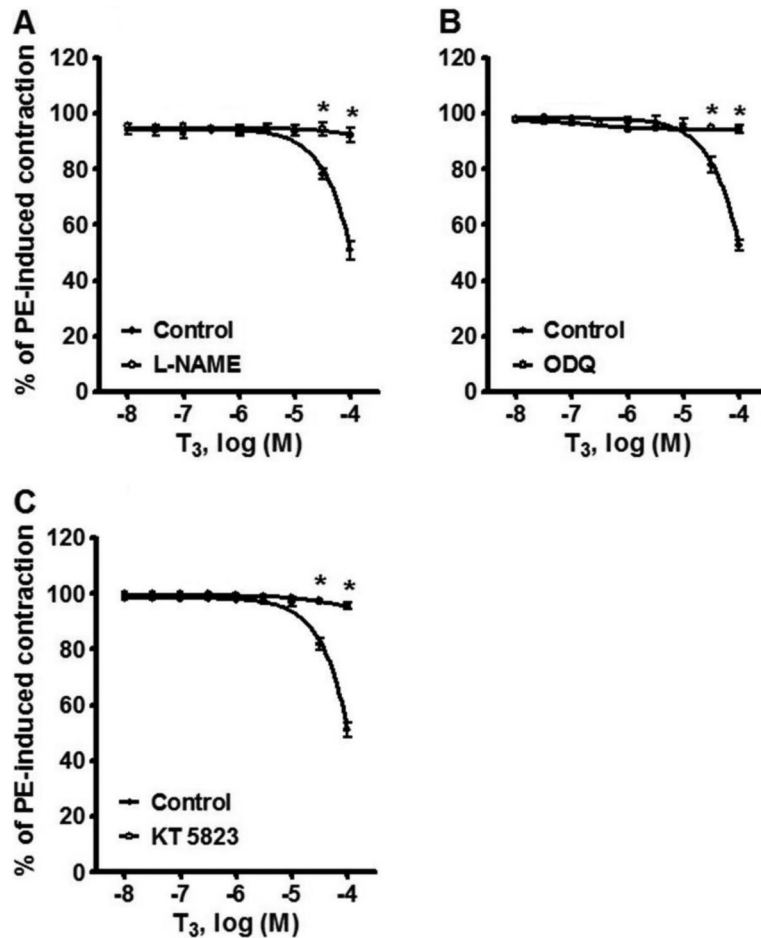 A
% of PE-induced contraction
120
100
80
60
40
20
0
* *
Control
L-NAME
-8 -7 -6 -5 -4
T3, log (M)
B
120
100
80
60
40
20
0
* *
Control
ODQ
-8 -7 -6 -5 -4
T3, log (M)
C
% of PE-induced contraction
120
100
80
60
40
20
0
* *
Control
KT 5823
-8 -7 -6 -5 -4
T3, log (M)